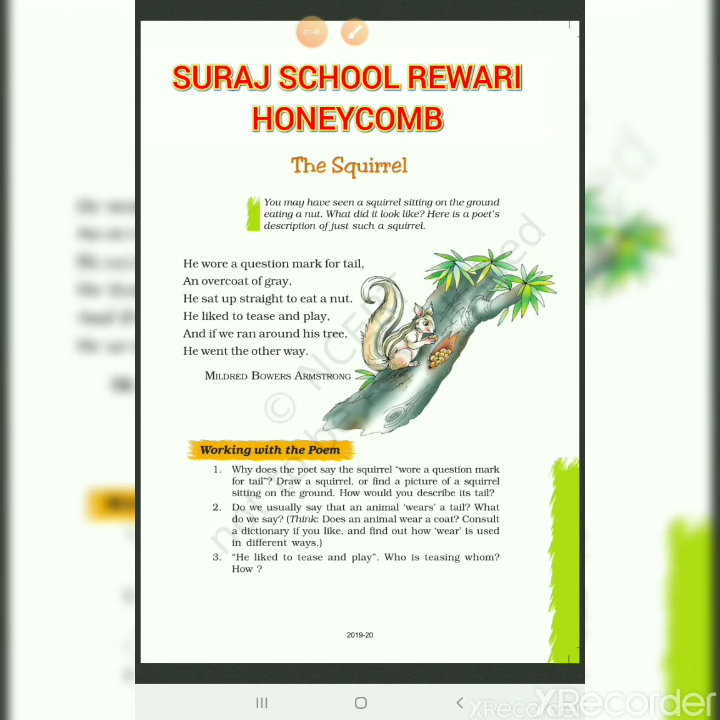 01:46
SURAJ SCHOOL REWARI
HONEYCOMB
The Squirrel
You may have seen a squirrel sitting on the ground
eating a nut. What did it look like? Here is a poet's
description of just such a squirrel.
He wore a question mark for tail,
An overcoat of gray,
He sat up straight to eat a nut.
He liked to tease and play,
And if we ran around his tree,
He went the other way.
MILDRED BOWERS ARMSTRONG
Working with the Poem
1. Why does the poet say the squirrel “wore a question mark
for tail”? Draw a squirrel, or find a picture of a squirrel
sitting on the ground. How would you describe its tail?
2. Do we usually say that an animal ‘wears’ a tail? What
do we say? (Think: Does an animal wear a coat? Consult
a dictionary if you like, and find out how ‘wear’ is used
in different ways.)
3. “He liked to tease and play”. Who is teasing whom?
How ?
2019-20
XRecorder
XRecorder